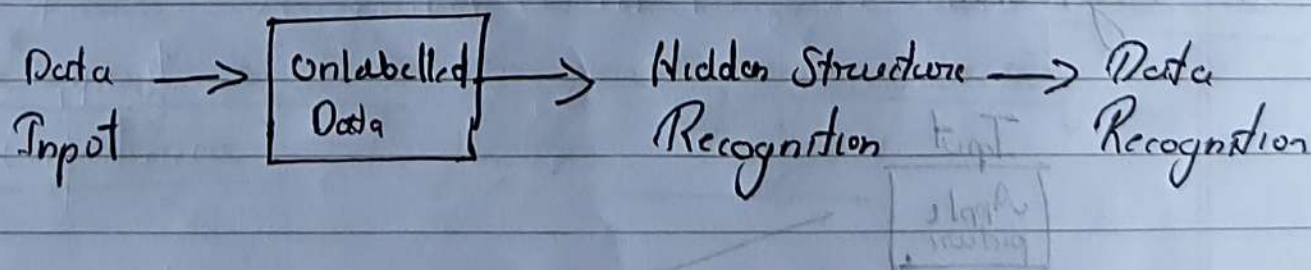 Data → Unlabelled → Hidden Structure → Data
Input Data Recognition Recognition